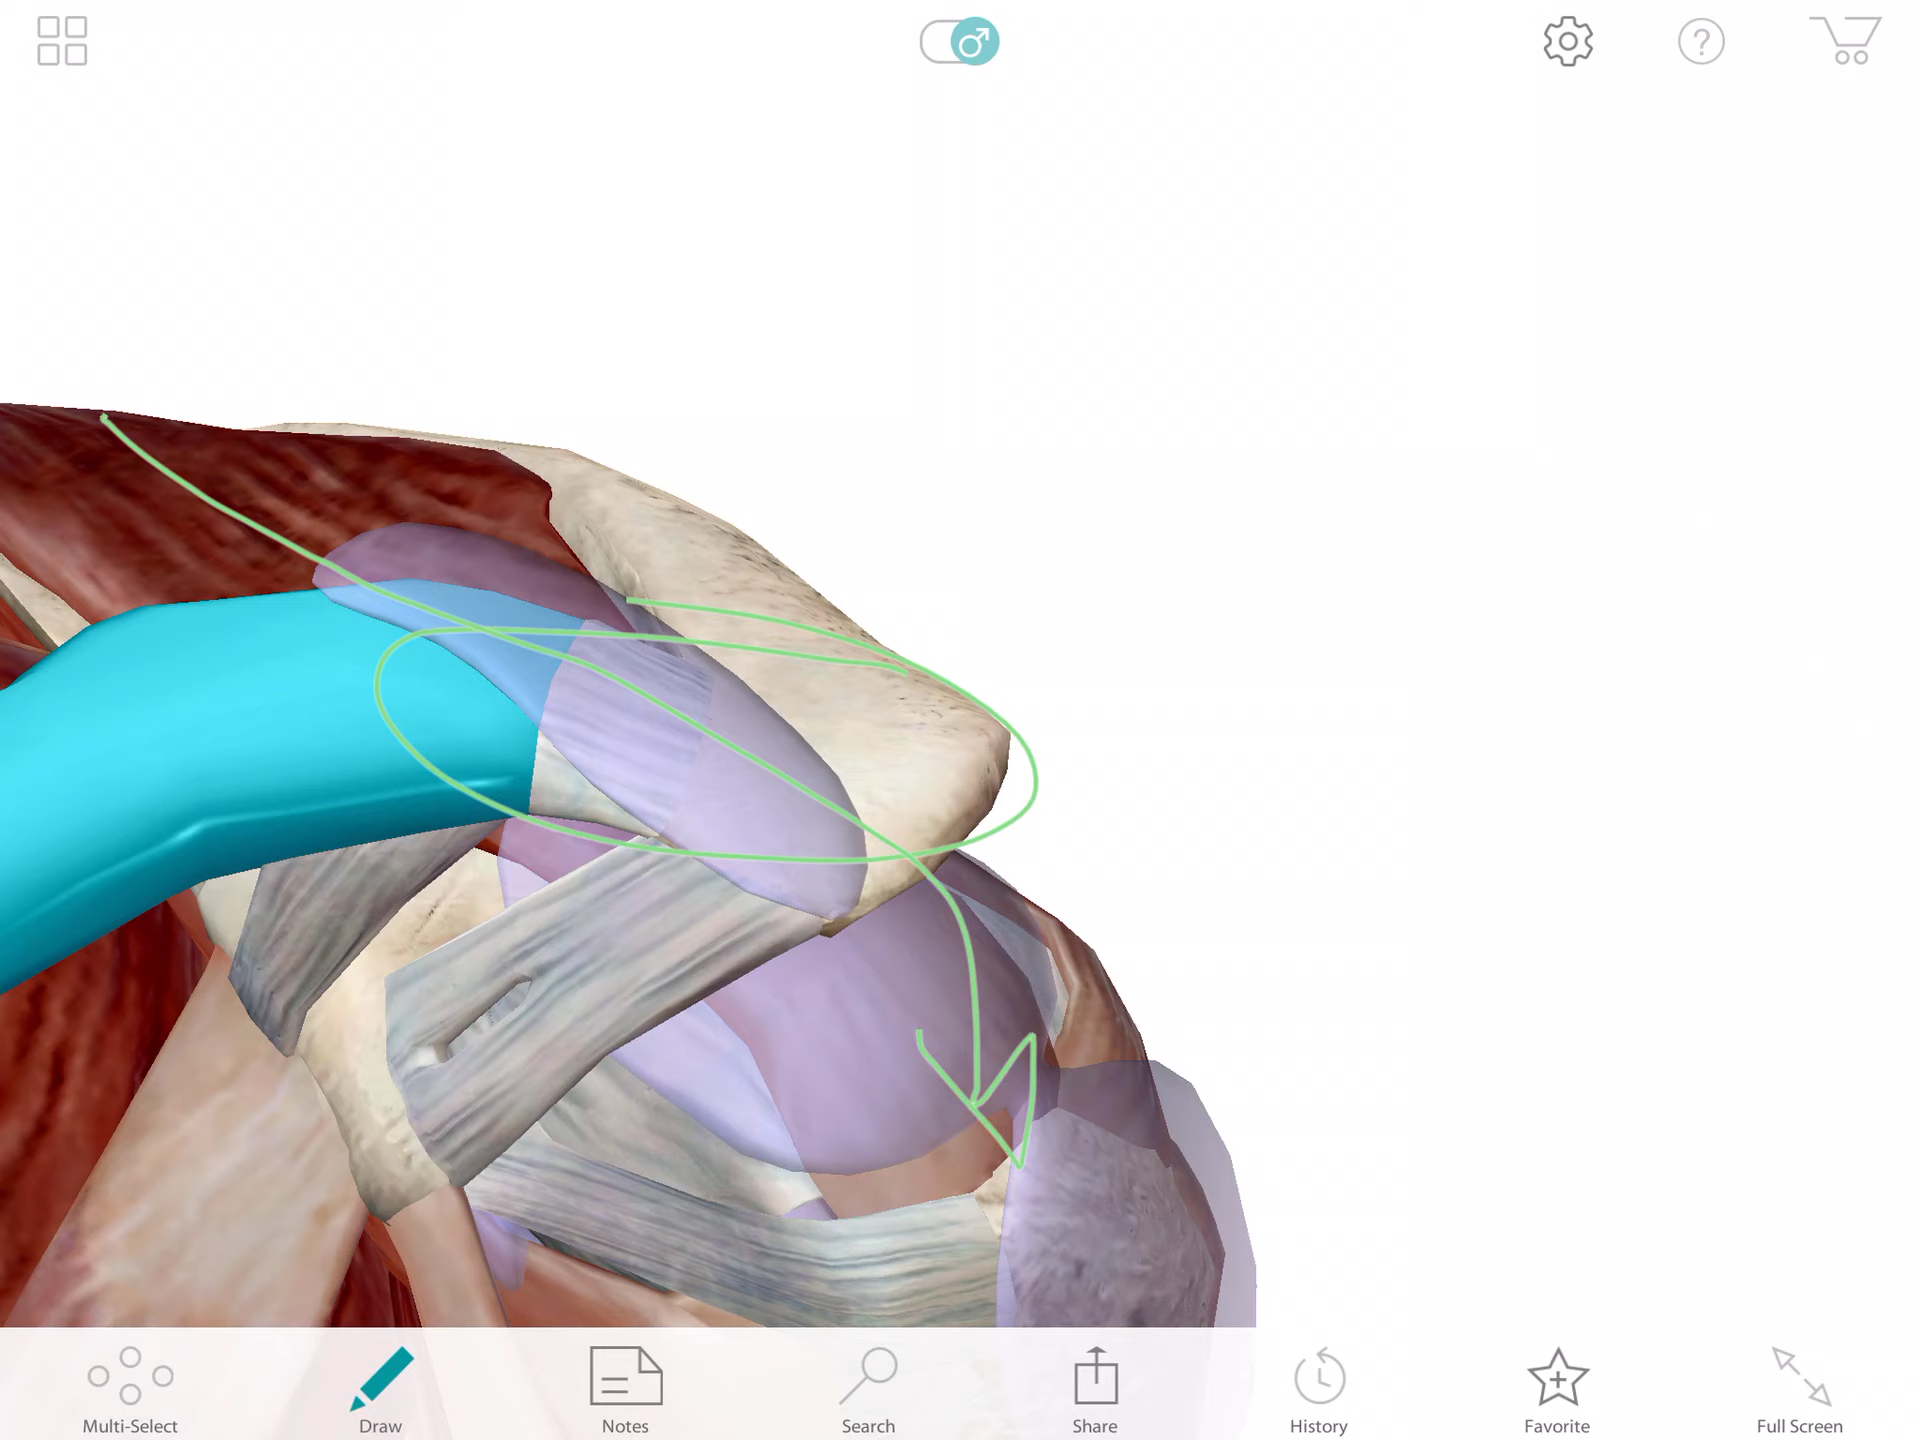 Multi-Select
Draw
Notes
Search
Share
History
Favorite
Full Screen